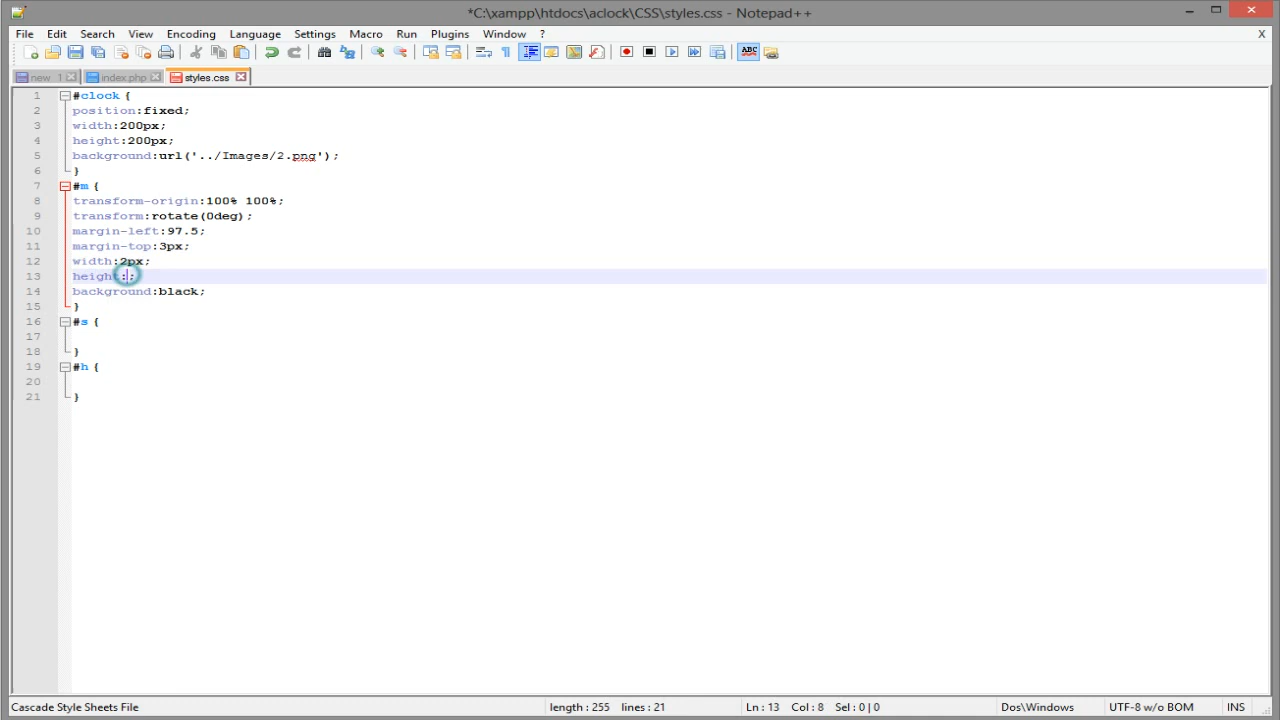 *C:\xampp\htdocs\aclock\CSS\styles.css - Notepad++
File Edit Search View Encoding Language Settings Macro Run Plugins Window ? X
new 1 index.php styles.css
1 #clock {
2 position:fixed;
3 width:200px;
4 height:200px;
5 background:url('../Images/2.png');
6 }
7 #m {
8 transform-origin:100% 100%;
9 transform:rotate(0deg);
10 margin-left:97.5;
11 margin-top:3px;
12 width:2px;
13 height:;
14 background:black;
15 }
16 #s {
17
18 }
19 #h {
20
21 }
Cascade Style Sheets File length : 255 lines : 21 Ln : 13 Col : 8 Sel : 0 | 0 Dos\Windows UTF-8 w/o BOM INS